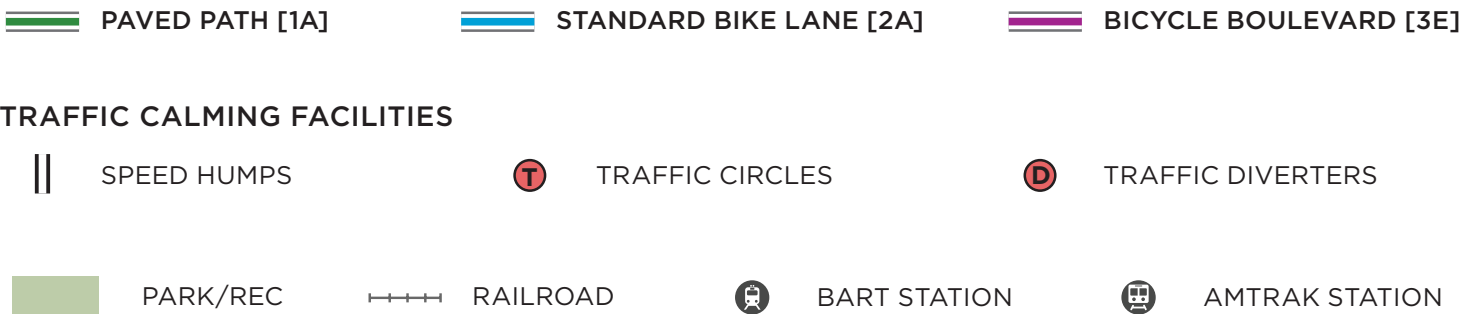 PAVED PATH [1A] STANDARD BIKE LANE [2A] BICYCLE BOULEVARD [3E]
TRAFFIC CALMING FACILITIES
SPEED HUMPS T TRAFFIC CIRCLES D TRAFFIC DIVERTERS
PARK/REC RAILROAD BART STATION AMTRAK STATION